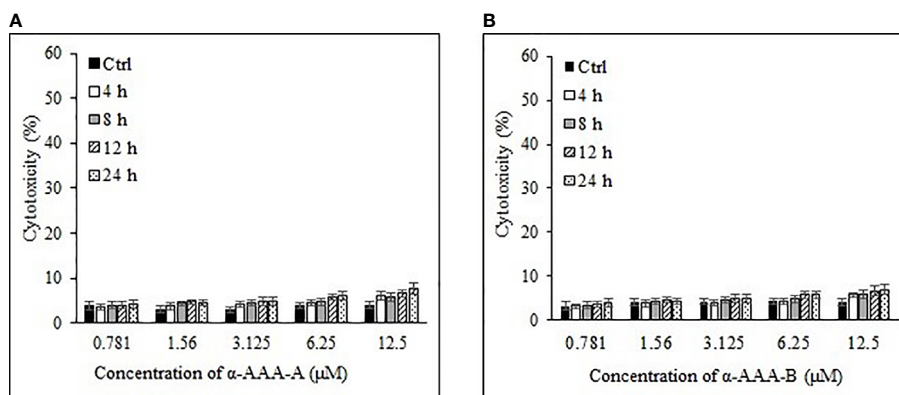 A
60
50
40
30
20
10
0
Cytotoxicity (%)
Ctrl
4 h
8 h
12 h
24 h
0.781 1.56 3.125 6.25 12.5
Concentration of α-AAA-A (μM)
B
60
50
40
30
20
10
0
Cytotoxicity (%)
Ctrl
4 h
8 h
12 h
24 h
0.781 1.56 3.125 6.25 12.5
Concentration of α-AAA-B (μM)